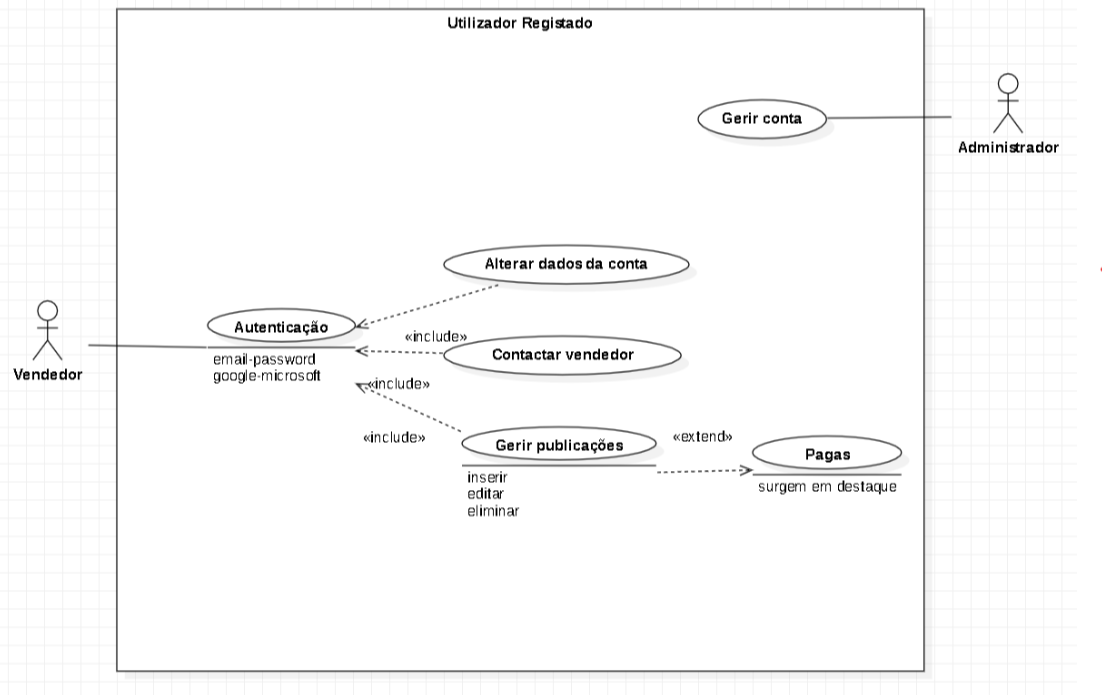 Utilizador Registado
Gerir conta
Administrador
Alterar dados da conta
Autenticação
«include»
email-password
google-microsoft
Contactar vendedor
Vendedor
«include»
«include»
Gerir publicações
«extend»
Pagas
inserir
editar
eliminar
surgem em destaque